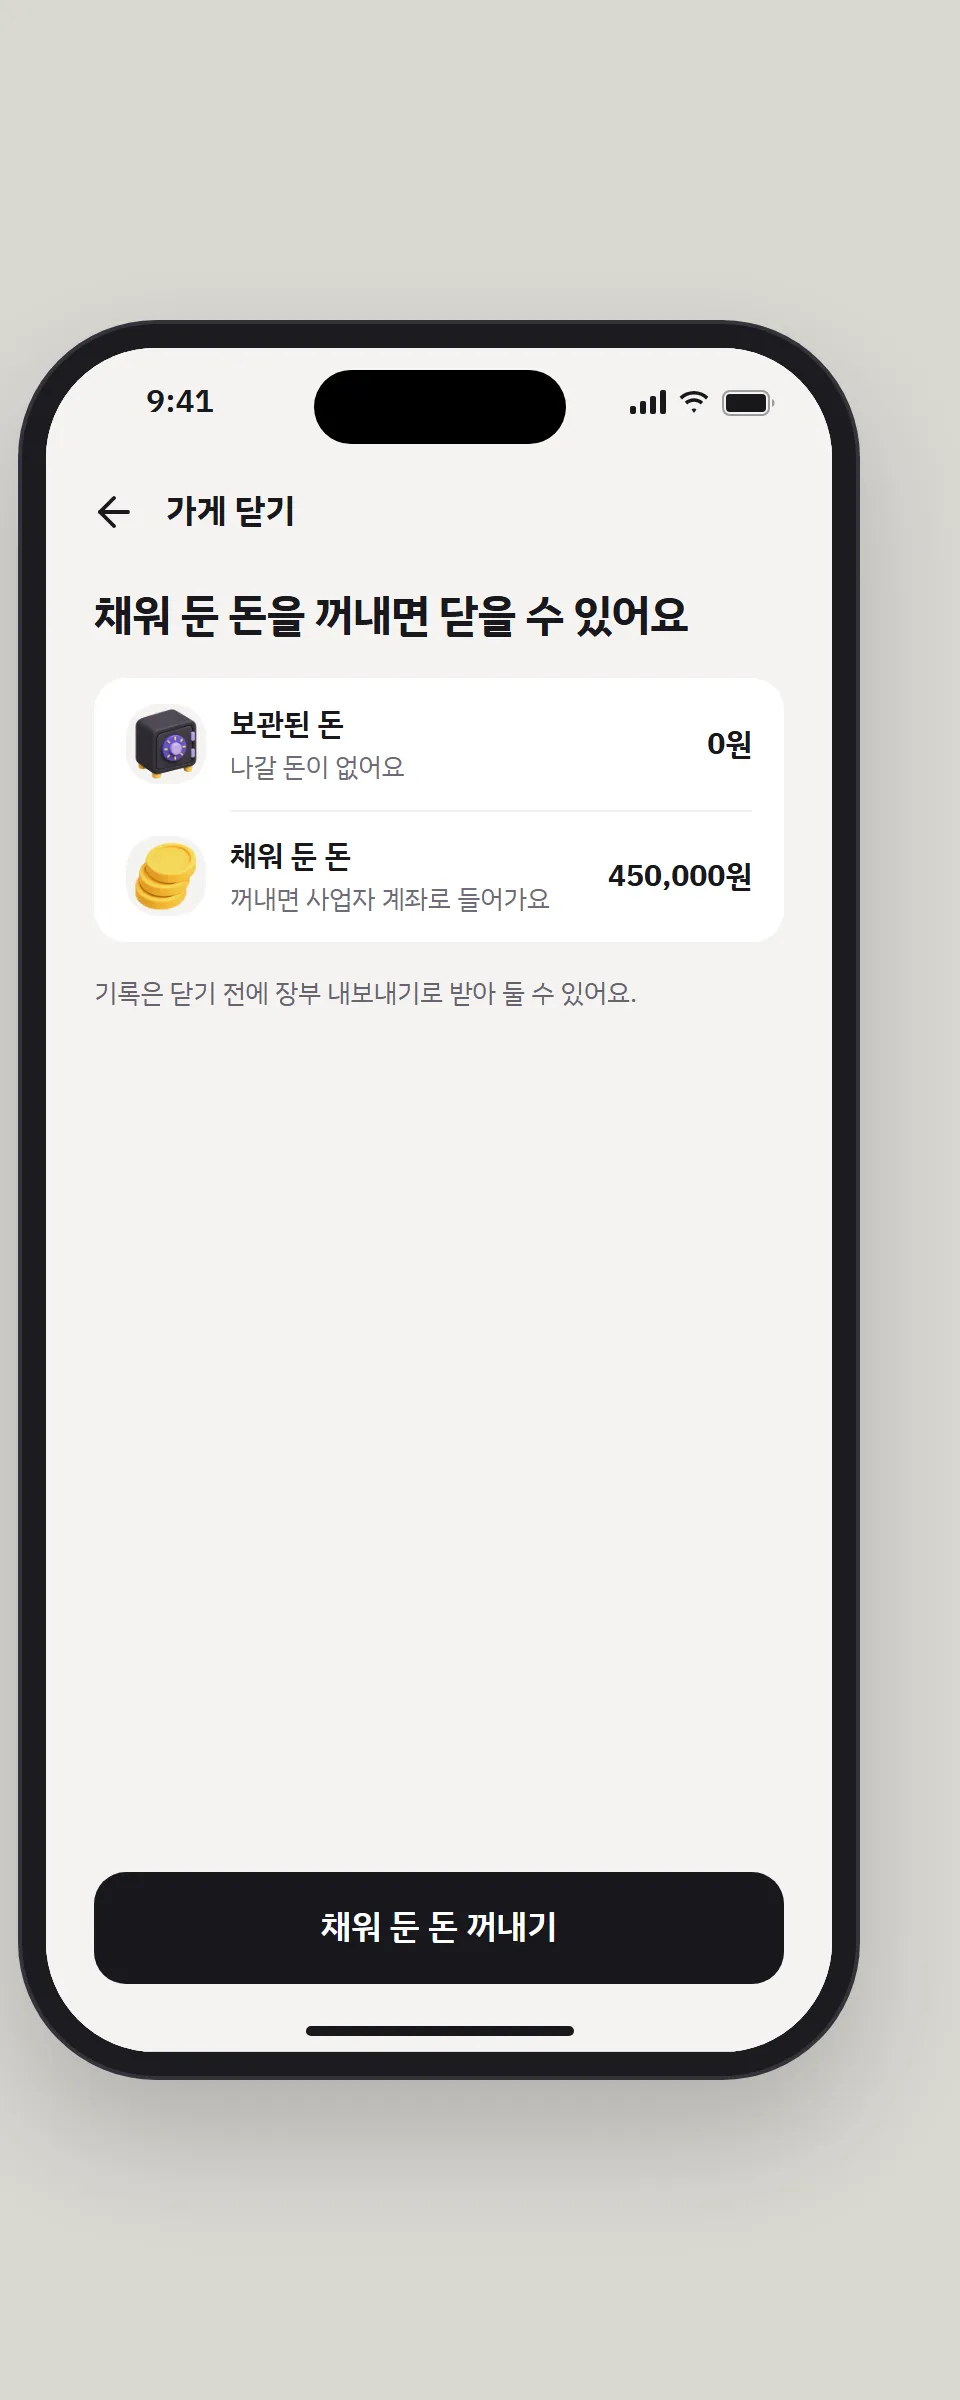 9:41
가게 닫기
채워 둔 돈을 꺼내면 닫을 수 있어요
보관된 돈
나갈 돈이 없어요
0원
채워 둔 돈
꺼내면 사업자 계좌로 들어가요
450,000원
기록은 닫기 전에 장부 내보내기로 받아 둘 수 있어요.
채워 둔 돈 꺼내기